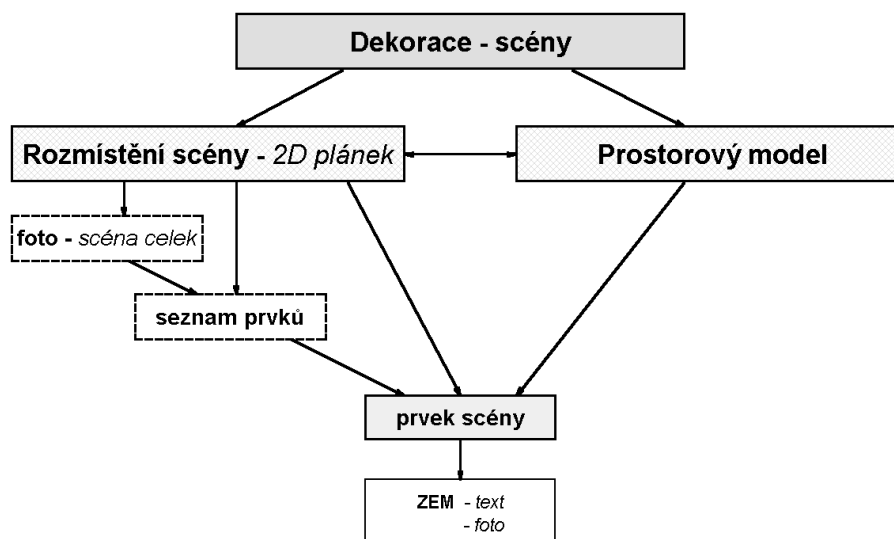 Dekorace - scény
Rozmístění scény - 2D plánek
Prostorový model
foto - scéna celek
seznam prvků
prvek scény
ZEM - text
- foto